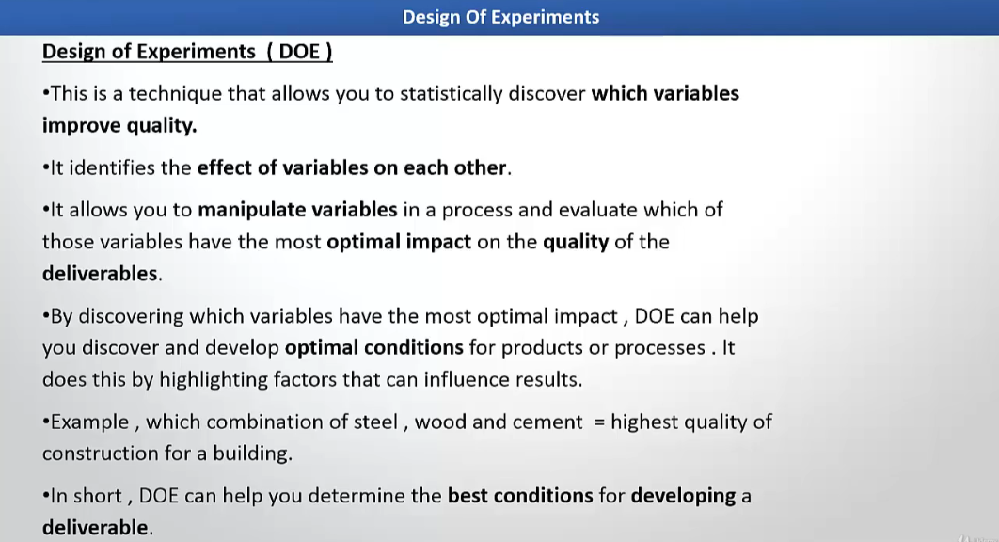 Design Of Experiments
Design of Experiments ( DOE )
•This is a technique that allows you to statistically discover which variables
improve quality.
•It identifies the effect of variables on each other.
•It allows you to manipulate variables in a process and evaluate which of
those variables have the most optimal impact on the quality of the
deliverables.
•By discovering which variables have the most optimal impact , DOE can help
you discover and develop optimal conditions for products or processes . It
does this by highlighting factors that can influence results.
•Example , which combination of steel , wood and cement = highest quality of
construction for a building.
•In short , DOE can help you determine the best conditions for developing a
deliverable.